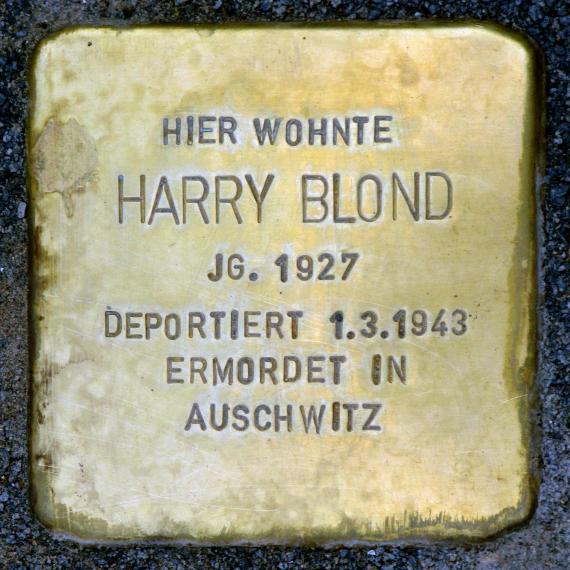 HIER WOHNTE
HARRY BLOND
JG. 1927
DEPORTIERT 1.3.1943
ERMORDET IN
AUSCHWITZ